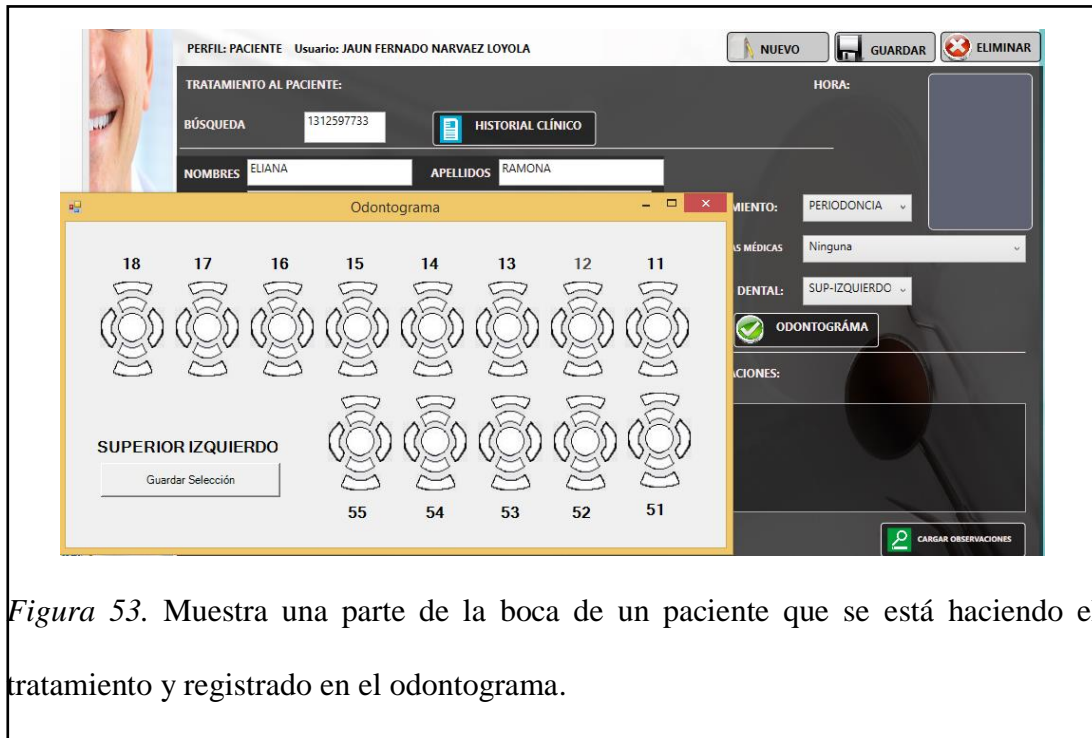 PERFIL: PACIENTE Usuario: JAUN FERNADO NARVAEZ LOYOLA
NUEVO
GUARDAR
ELIMINAR
TRATAMIENTO AL PACIENTE:
HORA:
BÚSQUEDA
1312597733
HISTORIAL CLÍNICO
NOMBRES
ELIANA
APELLIDOS
RAMONA
Odontograma
MIENTO:
PERIODONCIA
AS MÉDICAS
Ninguna
DENTAL:
SUP-IZQUIERDO
ODONTOGRÁMA
CIONES:
18 17 16 15 14 13 12 11
SUPERIOR IZQUIERDO
Guardar Selección
55 54 53 52 51
CARGAR OBSERVACIONES
Figura 53. Muestra una parte de la boca de un paciente que se está haciendo el
tratamiento y registrado en el odontograma.